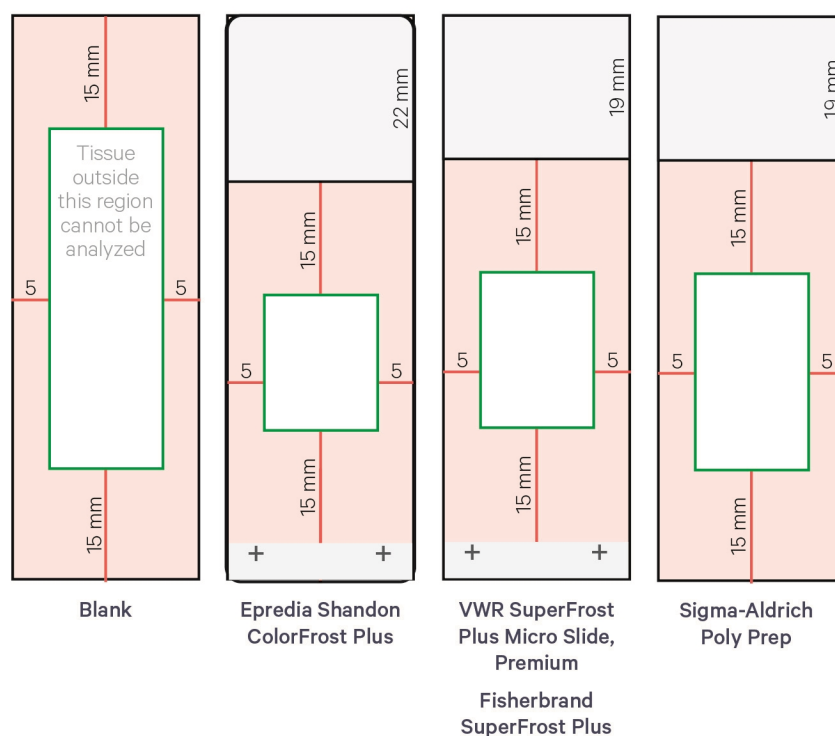 15 mm
Tissue
outside
this region
cannot be
analyzed
5
5
15 mm
Blank
22 mm
15 mm
5
5
15 mm
+ +
Epredia Shandon
ColorFrost Plus
19 mm
15 mm
5
5
15 mm
+ +
VWR SuperFrost
Plus Micro Slide,
Premium
Fisherbrand
SuperFrost Plus
19 mm
15 mm
5
5
15 mm
Sigma-Aldrich
Poly Prep